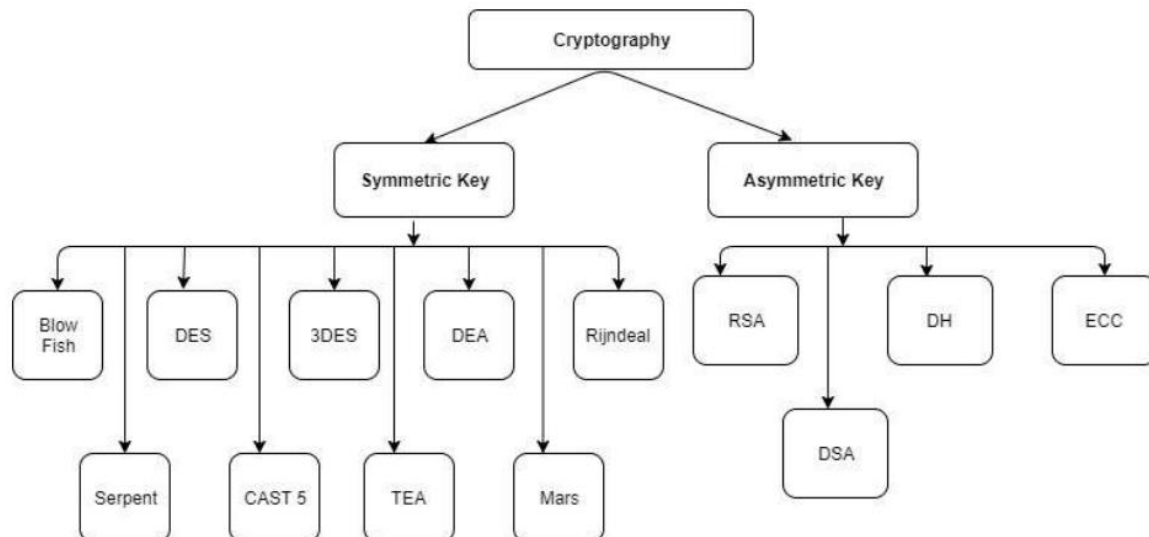 Cryptography
Symmetric Key
Asymmetric Key
Blow
Fish
DES
3DES
DEA
Rijndeal
RSA
DH
ECC
DSA
Serpent
CAST 5
TEA
Mars